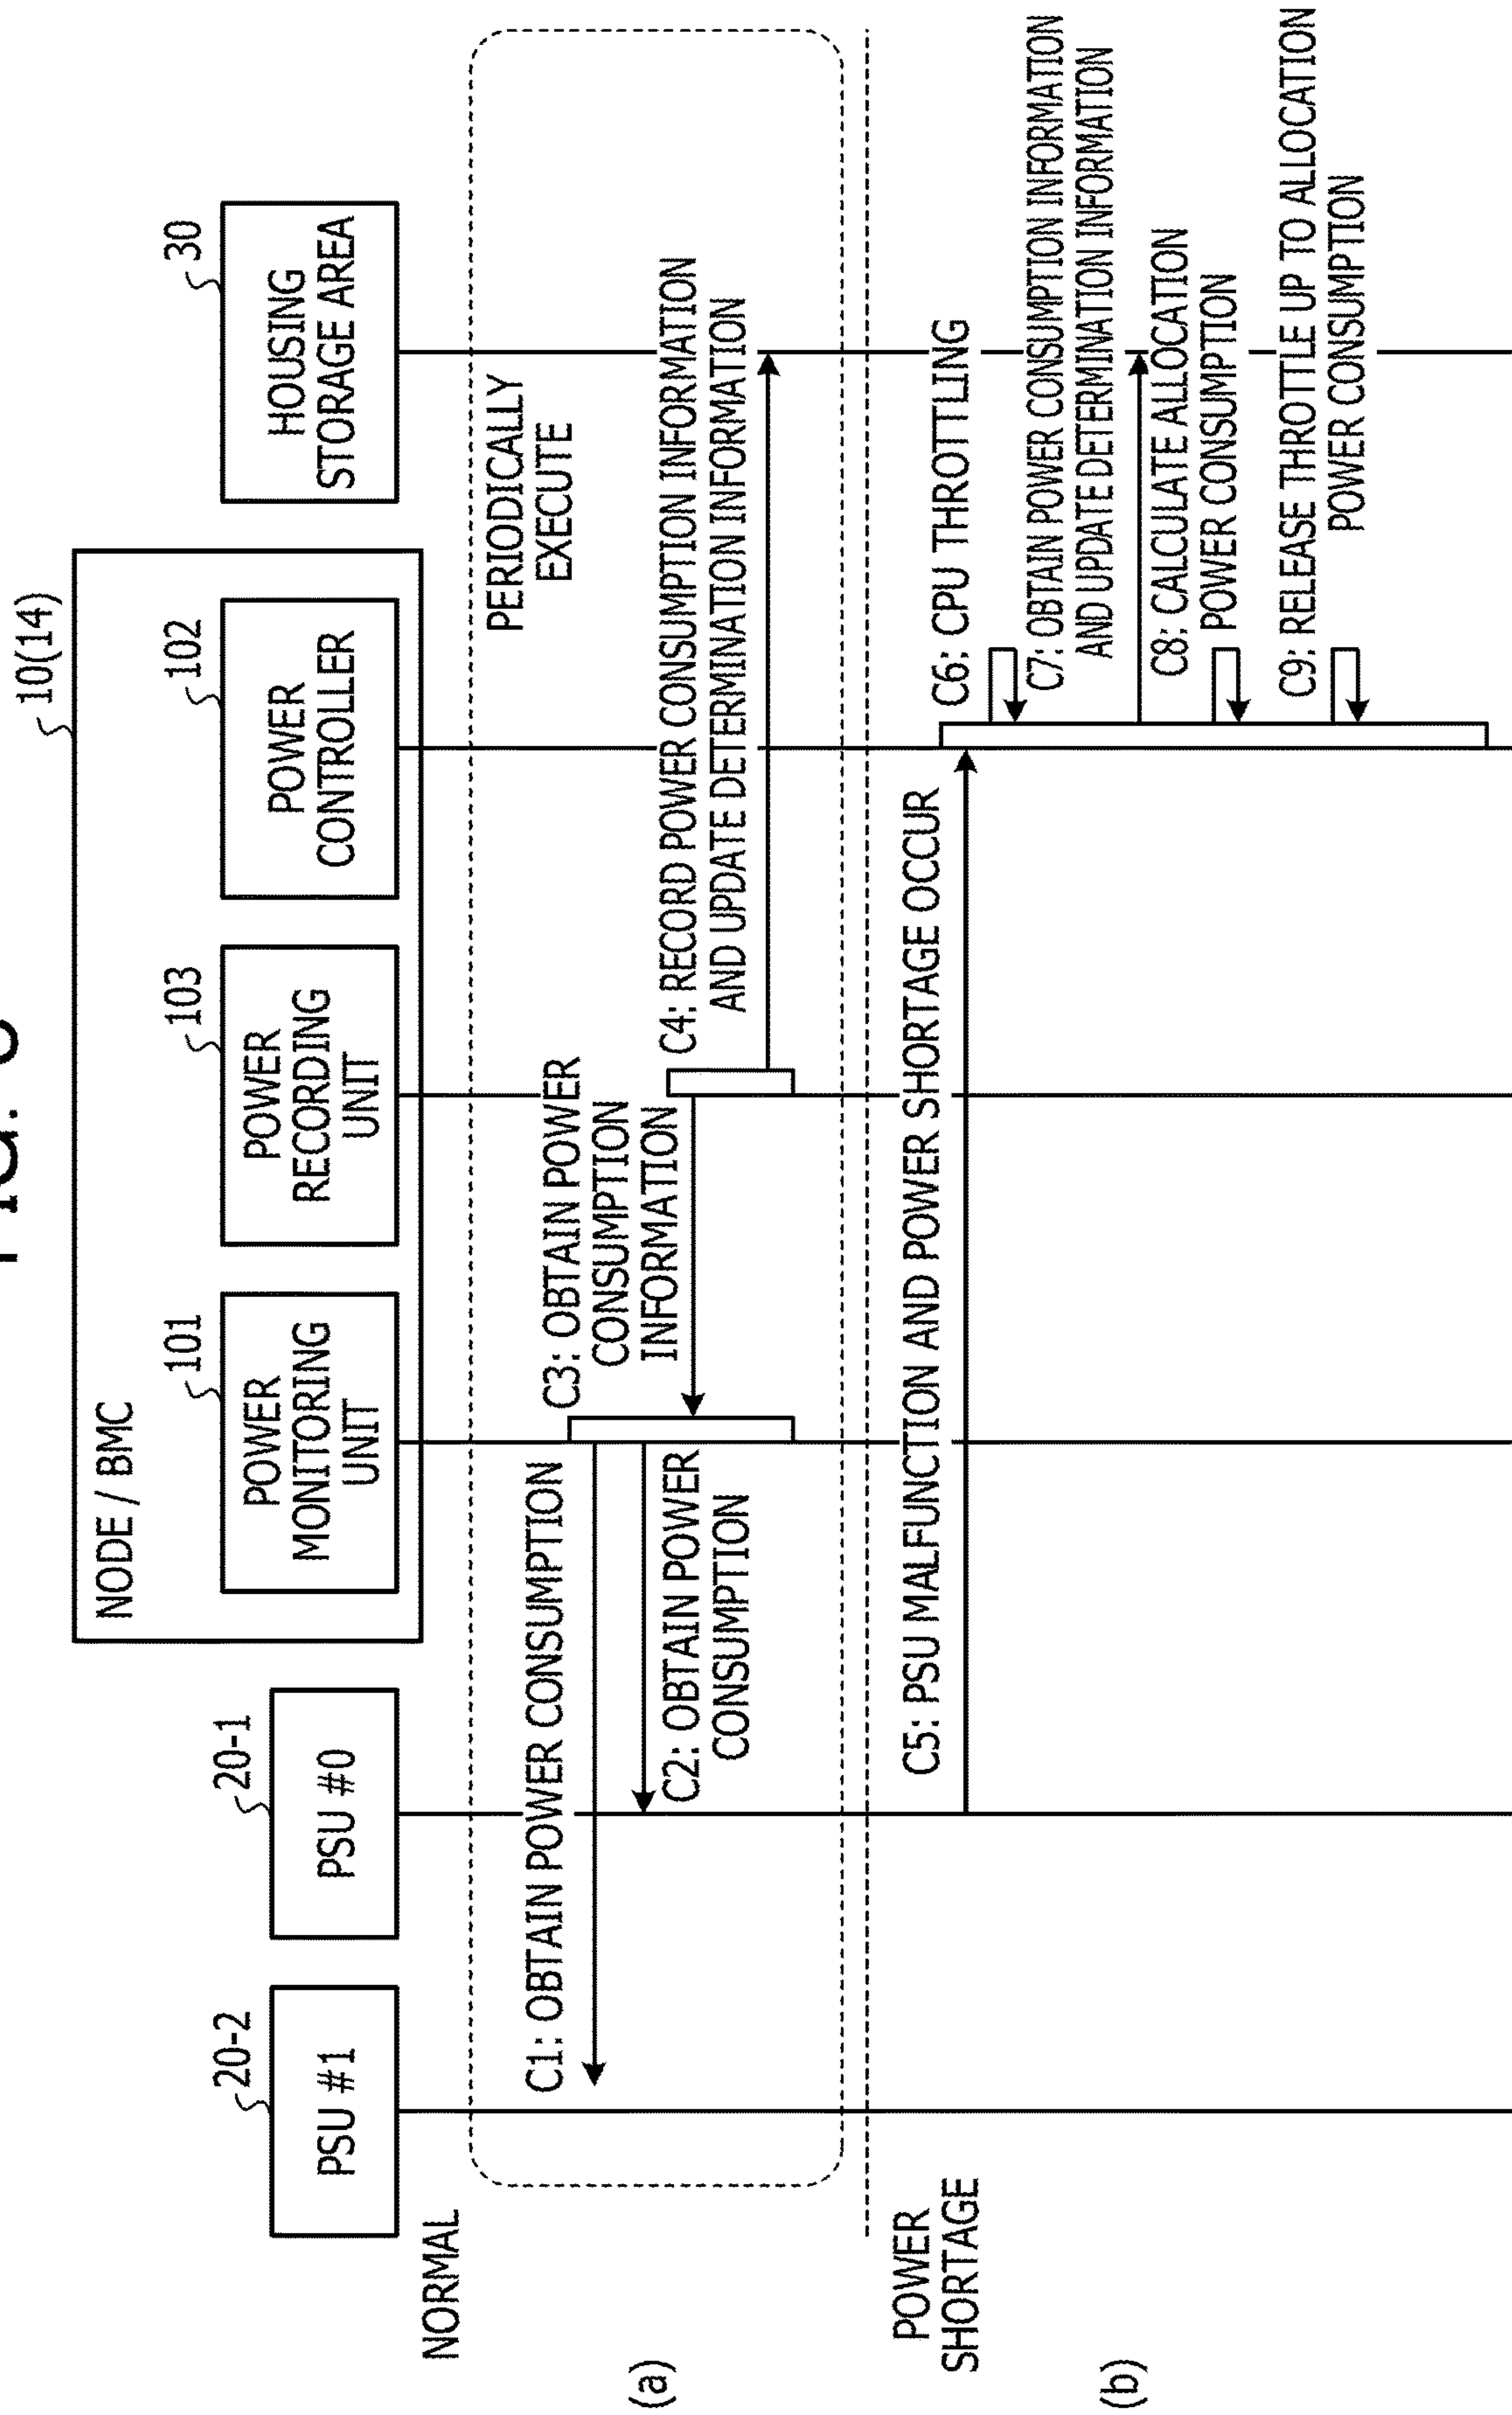 FIG.
10(14)
NODE / BMC
20-2
20-1
101
103
102
30
PSU #1
PSU #0
POWER
MONITORING
UNIT
POWER
RECORDING
UNIT
POWER
CONTROLLER
HOUSING
STORAGE AREA
NORMAL
(a)
PERIODICALLY
EXECUTE
C1: OBTAIN POWER CONSUMPTION
C2: OBTAIN POWER
CONSUMPTION
C3: OBTAIN POWER
CONSUMPTION
INFORMATION
C4: RECORD POWER CONSUMPTION INFORMATION
AND UPDATE DETERMINATION INFORMATION
POWER
SHORTAGE
(b)
C5: PSU MALFUNCTION AND POWER SHORTAGE OCCUR
C6: CPU THROTTLING
C7: OBTAIN POWER CONSUMPTION INFORMATION
AND UPDATE DETERMINATION INFORMATION
C8: CALCULATE ALLOCATION
POWER CONSUMPTION
C9: RELEASE THROTTLE UP TO ALLOCATION
POWER CONSUMPTION